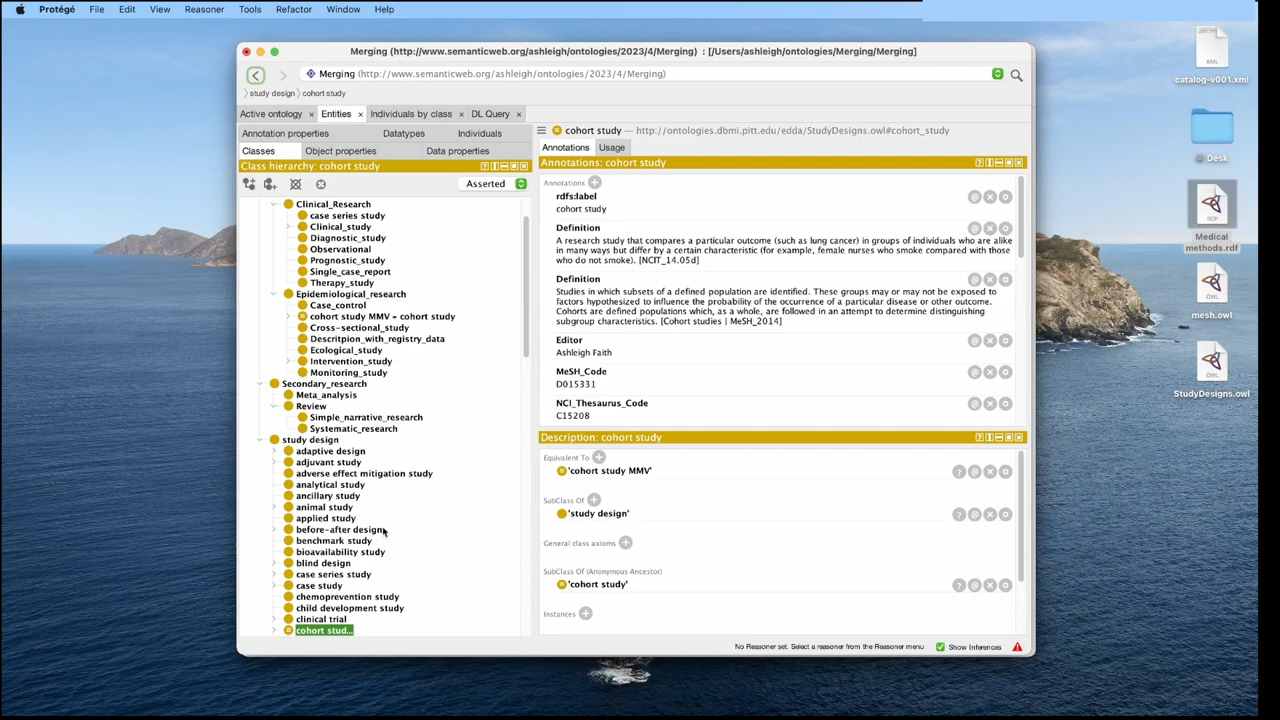 Protégé File Edit View Reasoner Tools Refactor Window Help
Merging (http://www.semanticweb.org/ashleigh/ontologies/2023/4/Merging) : [/Users/ashleigh/ontologies/Merging/Merging]
Merging (http://www.semanticweb.org/ashleigh/ontologies/2023/4/Merging)
study design cohort study
Active ontology × Entities × Individuals by class × DL Query ×
Annotation properties Datatypes Individuals
Classes Object properties Data properties
Class hierarchy: cohort study
Asserted
Clinical_Research
case series study
Clinical_study
Diagnostic_study
Observational
Prognostic_study
Single_case_report
Therapy_study
Epidemiological_research
Case_control
cohort study MMV = cohort study
Cross-sectional_study
Descritpion_with_registry_data
Ecological_study
Intervention_study
Monitoring_study
Secondary_research
Meta_analysis
Review
Simple_narrative_research
Systematic_research
study design
adaptive design
adjuvant study
adverse effect mitigation study
analytical study
ancillary study
animal study
applied study
before-after design
benchmark study
bioavailability study
blind design
case series study
case study
chemoprevention study
child development study
clinical trial
cohort stud...
cohort study — http://ontologies.dbmi.pitt.edu/edda/StudyDesigns.owl#cohort_study
Annotations Usage
Annotations: cohort study
Annotations
rdfs:label
cohort study
Definition
A research study that compares a particular outcome (such as lung cancer) in groups of individuals who are alike
in many ways but differ by a certain characteristic (for example, female nurses who smoke compared with those
who do not smoke). [NCIT_14.05d]
Definition
Studies in which subsets of a defined population are identified. These groups may or may not be exposed to
factors hypothesized to influence the probability of the occurrence of a particular disease or other outcome.
Cohorts are defined populations which, as a whole, are followed in an attempt to determine distinguishing
subgroup characteristics. [Cohort studies | MeSH_2014]
Editor
Ashleigh Faith
MeSH_Code
D015331
NCI_Thesaurus_Code
C15208
Description: cohort study
Equivalent To
'cohort study MMV'
SubClass Of
'study design'
General class axioms
SubClass Of (Anonymous Ancestor)
'cohort study'
Instances
No Reasoner set. Select a reasoner from the Reasoner menu Show Inferences
XML
catalog-v001.xml
Desk
RDF
Medical
methods.rdf
OWL
mesh.owl
OWL
StudyDesigns.owl